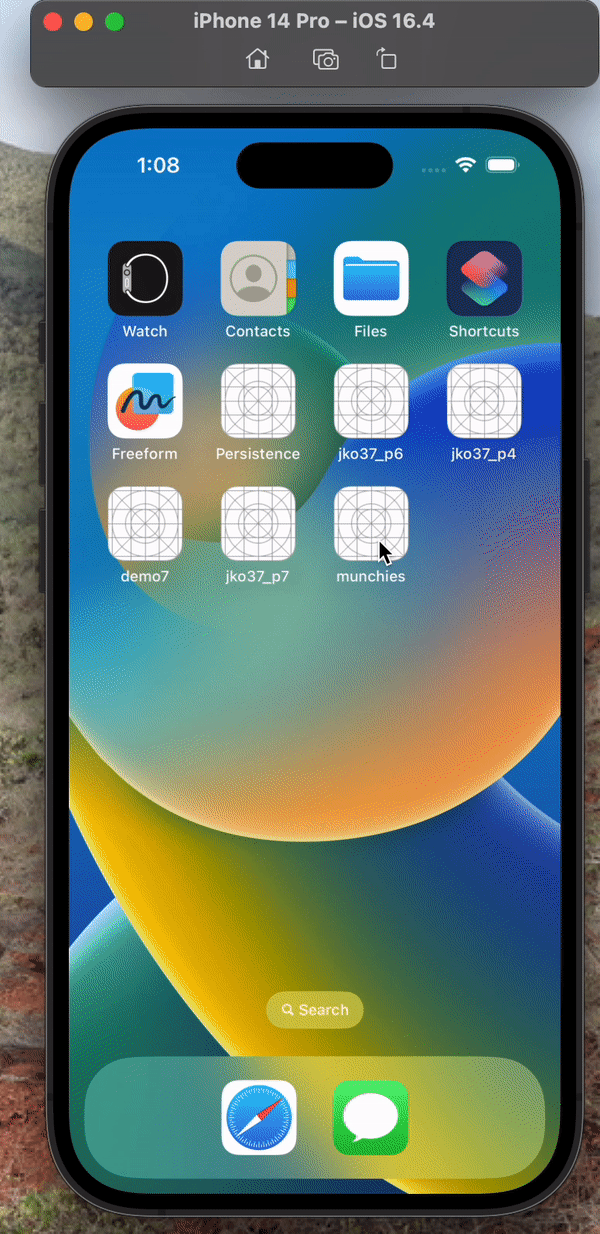 iPhone 14 Pro – iOS 16.4
1:08
Watch Contacts Files Shortcuts
Freeform Persistence jko37_p6 jko37_p4
demo7 jko37_p7 munchies
Search